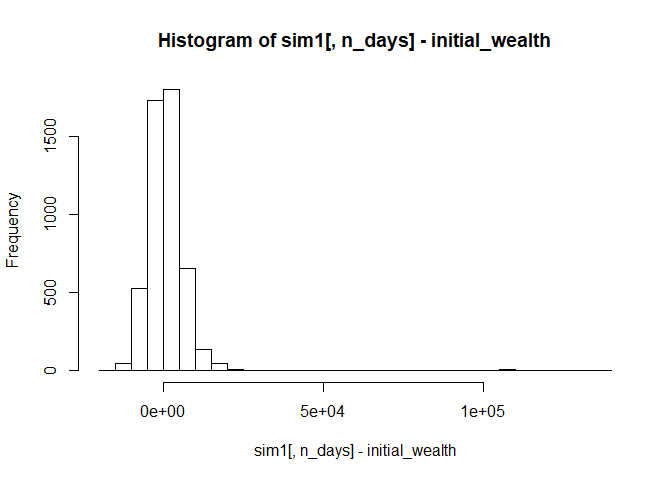 Histogram of sim1[, n_days] - initial_wealth
Frequency
1500
1000
500
0
0e+00 5e+04 1e+05
sim1[, n_days] - initial_wealth